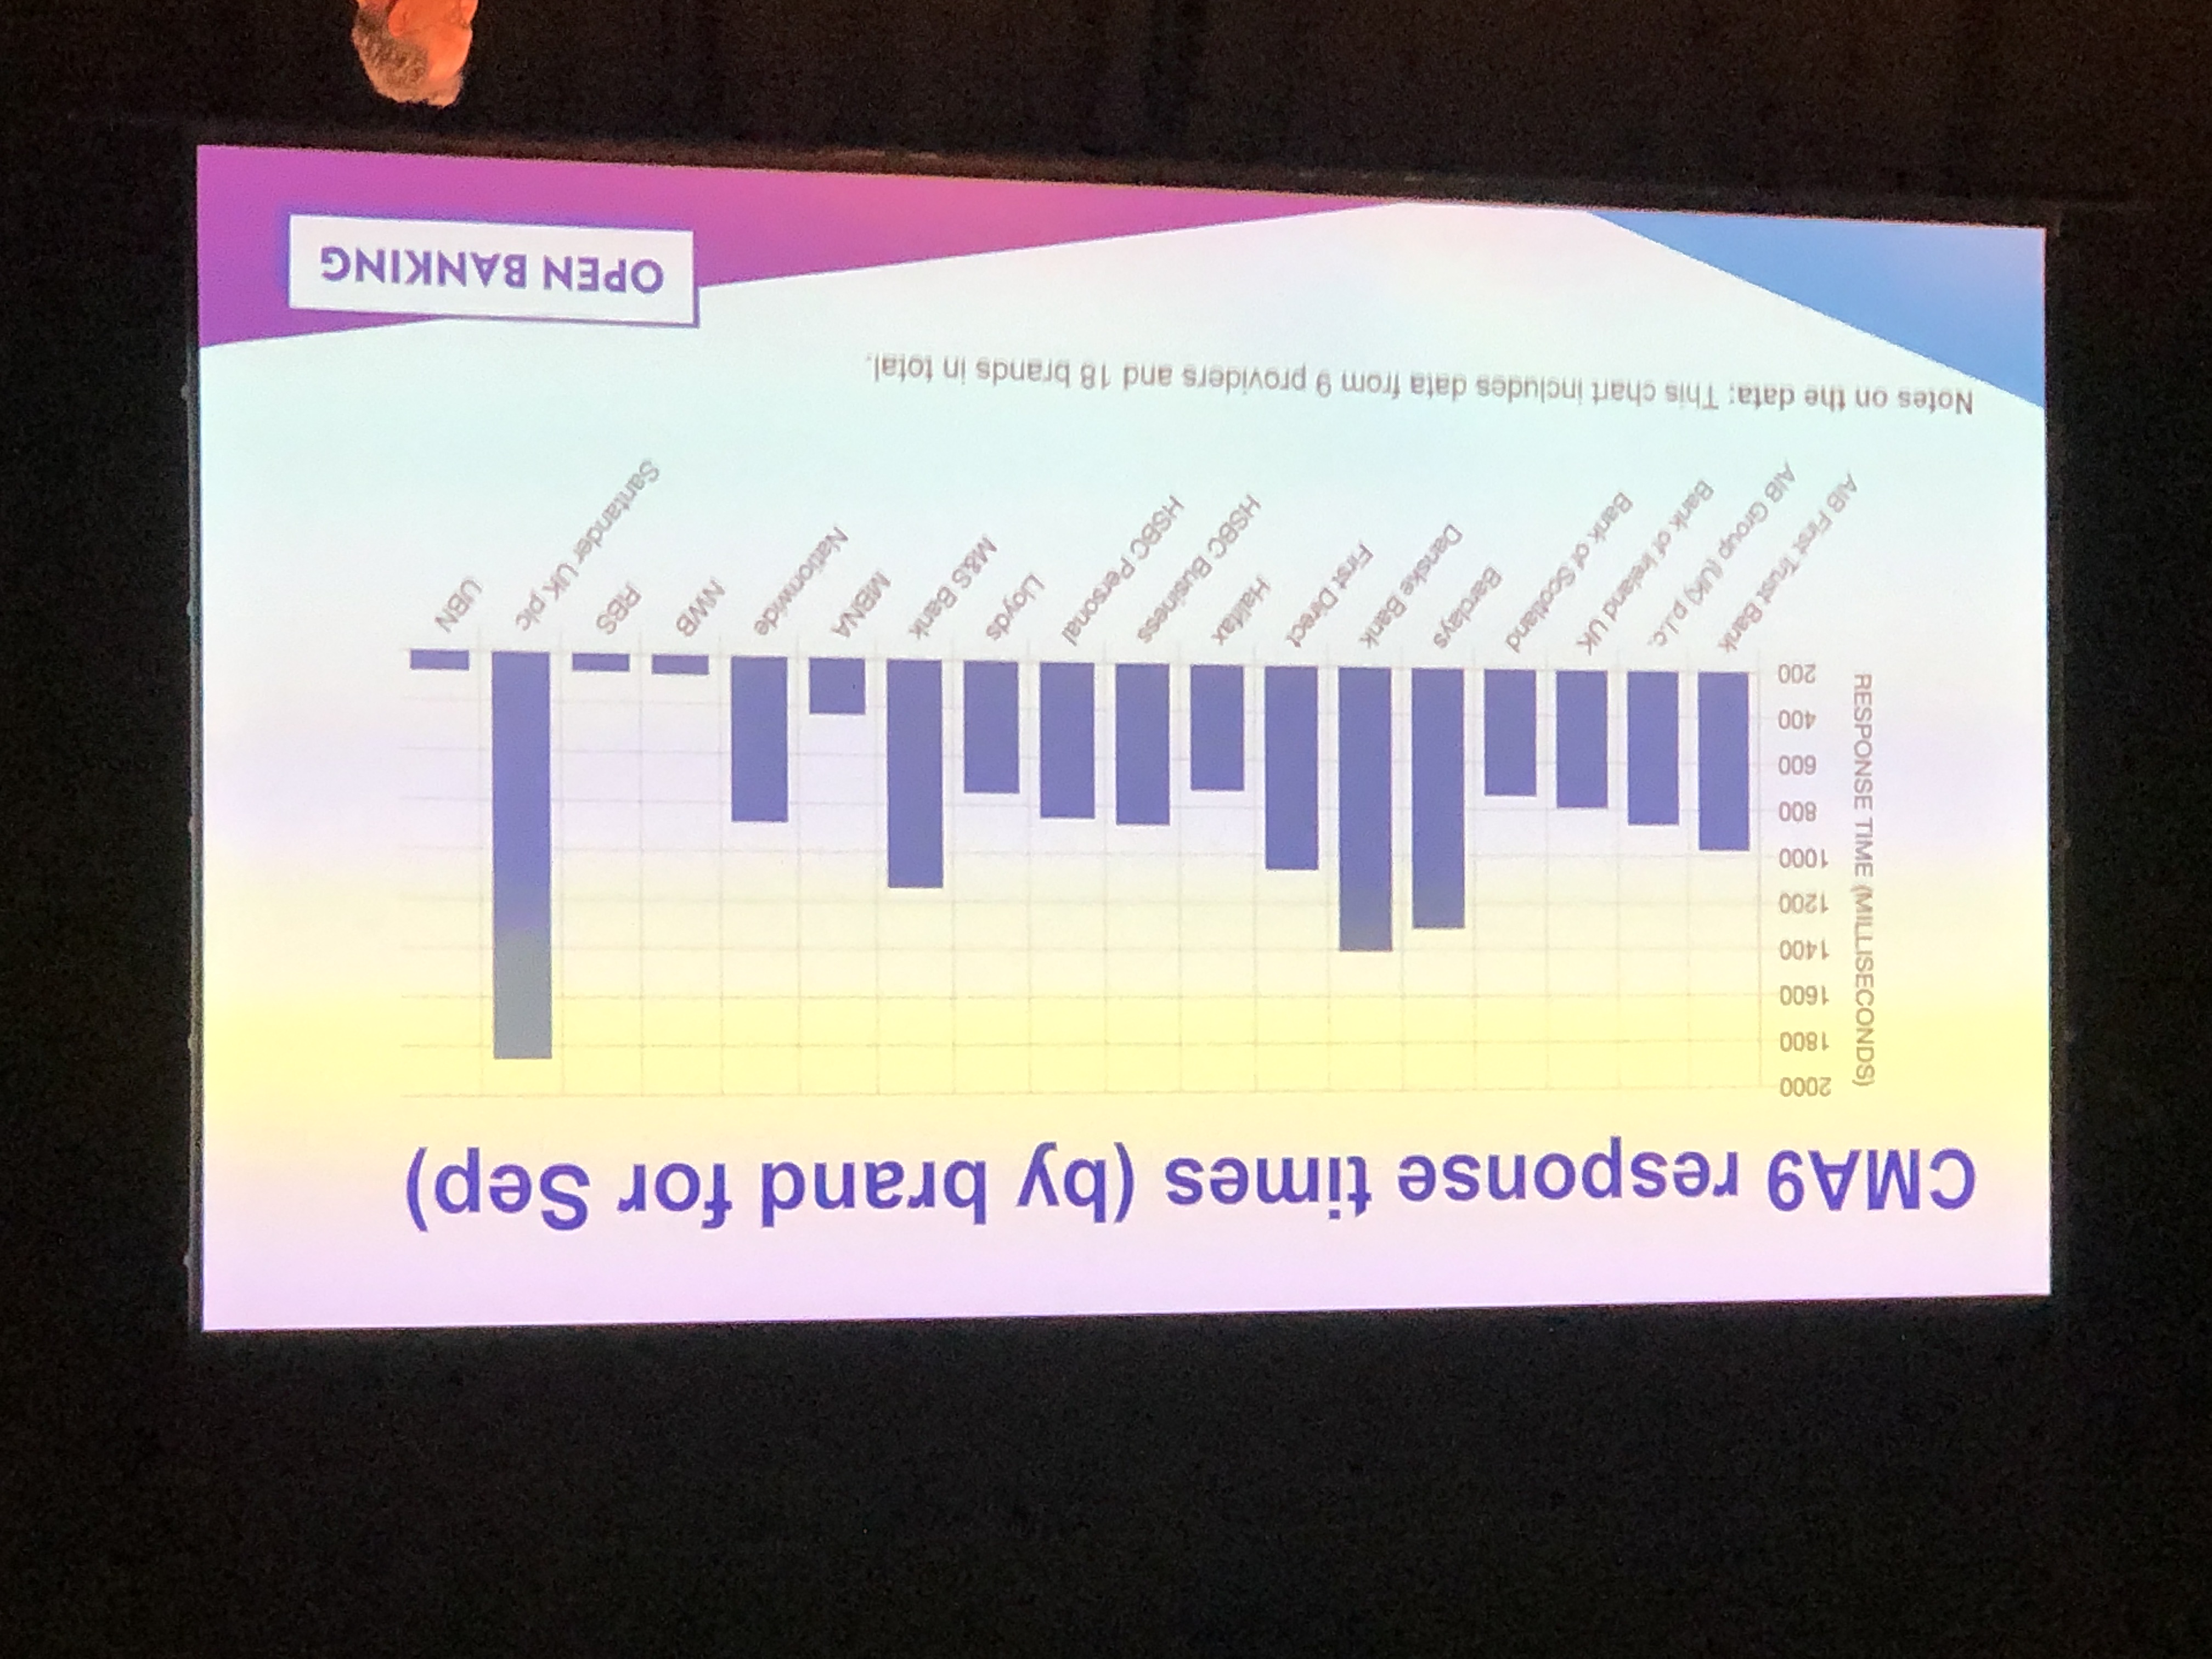 CMA9 response times (by brand for Sep)
RESPONSE TIME (MILLISECONDS)
2000
1800
1600
1400
1200
1000
800
600
400
200
AIB First Trust Bank
AIB Group (UK) p.l.c.
Bank of Ireland UK
Bank of Scotland
Barclays
Danske Bank
First Direct
Halifax
HSBC Business
HSBC Personal
Lloyds
M&S Bank
MBNA
Nationwide
NWB
RBS
Santander UK plc
UBN
Notes on the data: This chart includes data from 9 providers and 18 brands in total.
OPEN BANKING